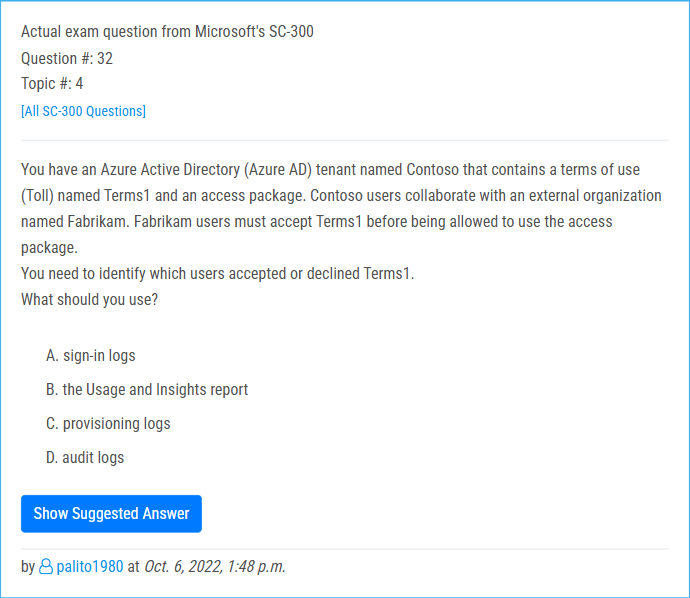 Actual exam question from Microsoft's SC-300
Question #: 32
Topic #: 4
[All SC-300 Questions]
You have an Azure Active Directory (Azure AD) tenant named Contoso that contains a terms of use
(Toll) named Terms1 and an access package. Contoso users collaborate with an external organization
named Fabrikam. Fabrikam users must accept Terms1 before being allowed to use the access
package.
You need to identify which users accepted or declined Terms1.
What should you use?
A. sign-in logs
B. the Usage and Insights report
C. provisioning logs
D. audit logs
Show Suggested Answer
by palito1980 at Oct. 6, 2022, 1:48 p.m.